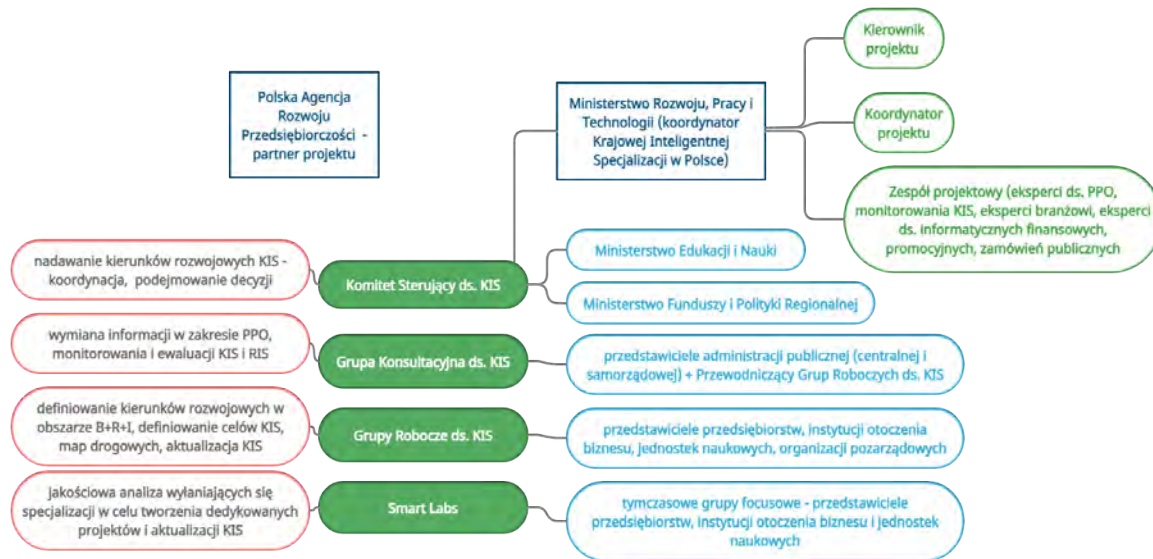 Polska Agencja
Rozwoju
Przedsiębiorczości -
partner projektu
Ministerstwo Rozwoju, Pracy i
Technologii (koordynator
Krajowej Inteligentnej
Specjalizacji w Polsce)
Kierownik
projektu
Koordynator
projektu
Zespół projektowy (eksperci ds. PPO,
monitorowania KIS, eksperci branżowi, eksperci
ds. informatycznych finansowych,
promocyjnych, zamówień publicznych
nadawanie kierunków rozwojowych KIS -
koordynacja, podejmowanie decyzji
Komitet Sterujący ds. KIS
Ministerstwo Edukacji i Nauki
Ministerstwo Funduszy i Polityki Regionalnej
wymiana informacji w zakresie PPO,
monitorowania i ewaluacji KIS i RIS
Grupa Konsultacyjna ds. KIS
przedstawiciele administracji publicznej (centralnej i
samorządowej) + Przewodniczący Grup Roboczych ds. KIS
definiowanie kierunków rozwojowych w
obszarze B+R+I, definiowanie celów KIS,
map drogowych, aktualizacja KIS
Grupy Robocze ds. KIS
przedstawiciele przedsiębiorstw, instytucji otoczenia
biznesu, jednostek naukowych, organizacji pozarządowych
jakościowa analiza wyłaniających się
specjalizacji w celu tworzenia dedykowanych
projektów i aktualizacji KIS
Smart Labs
tymczasowe grupy focusowe - przedstawiciele
przedsiębiorstw, instytucji otoczenia biznesu i jednostek
naukowych